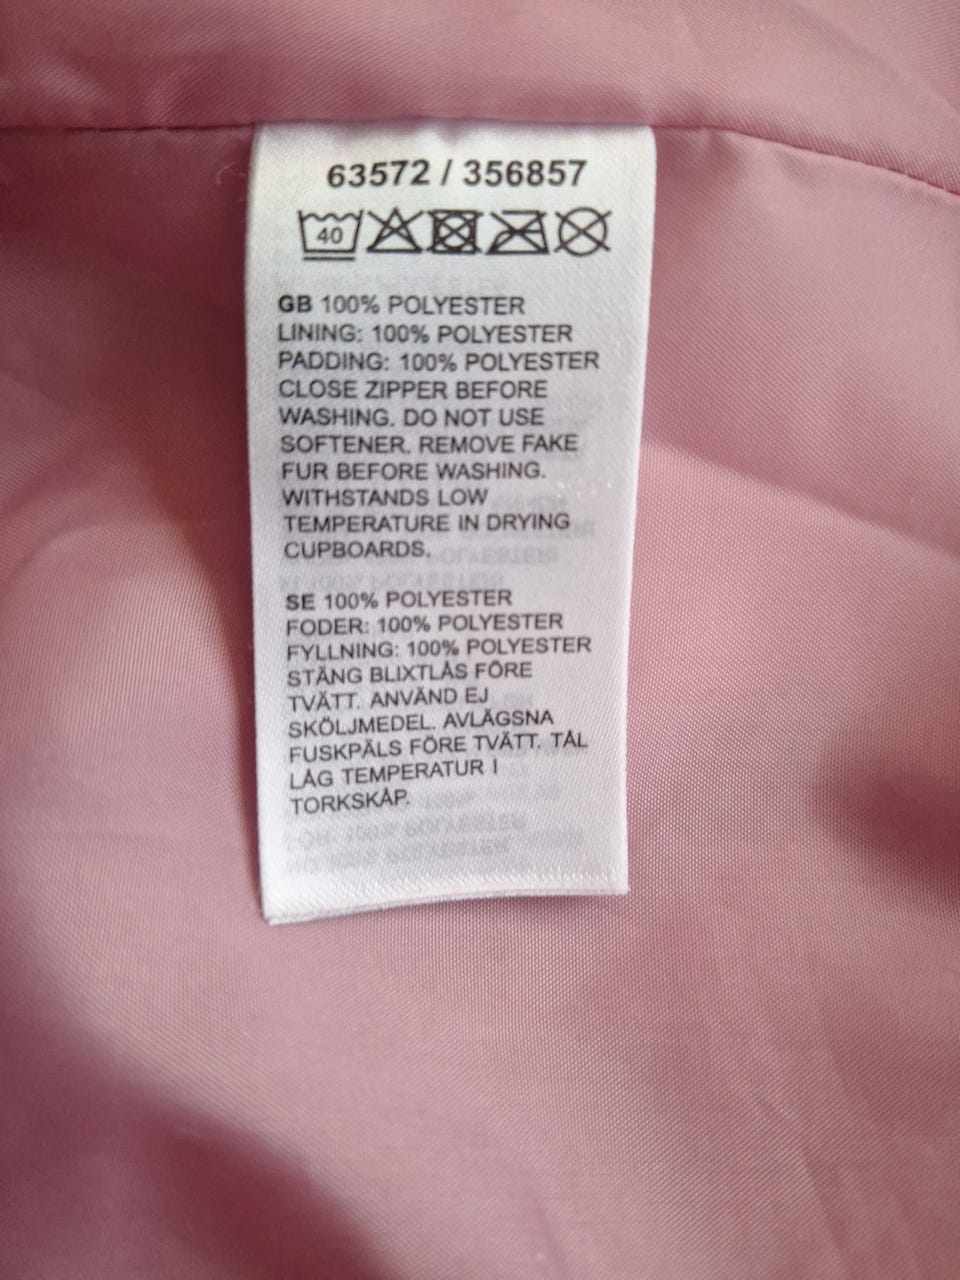 63572 / 356857
40
GB 100% POLYESTER
LINING: 100% POLYESTER
PADDING: 100% POLYESTER
CLOSE ZIPPER BEFORE
WASHING. DO NOT USE
SOFTENER. REMOVE FAKE
FUR BEFORE WASHING.
WITHSTANDS LOW
TEMPERATURE IN DRYING
CUPBOARDS.
SE 100% POLYESTER
FODER: 100% POLYESTER
FYLLNING: 100% POLYESTER
STÄNG BLIXTLÅS FÖRE
TVÄTT. ANVÄND EJ
SKÖLJMEDEL. AVLÄGSNA
FUSKPÄLS FÖRE TVÄTT. TÅL
LÅG TEMPERATUR I
TORKSKÅP.